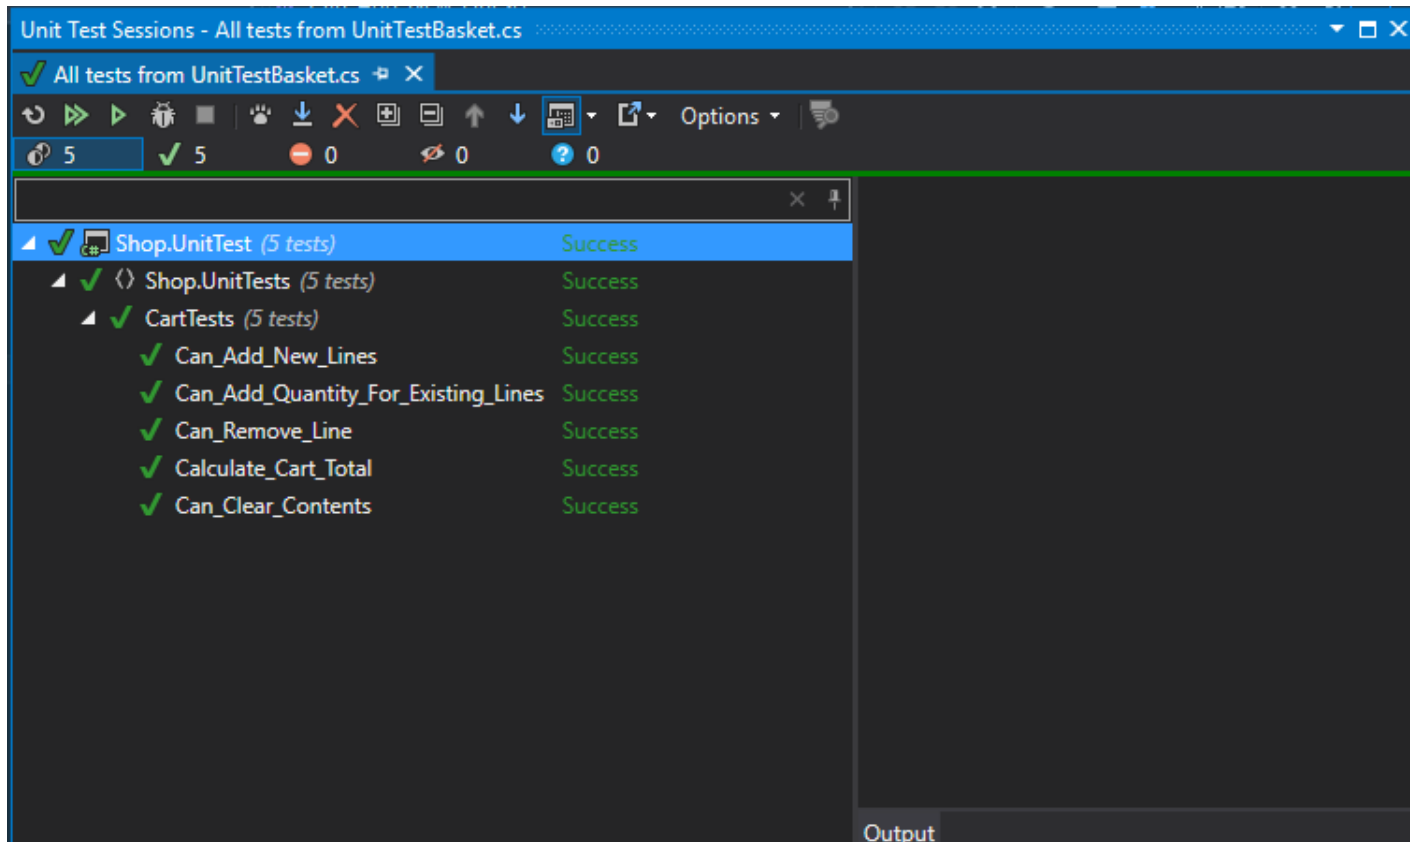 Unit Test Sessions - All tests from UnitTestBasket.cs
All tests from UnitTestBasket.cs
Options
5 5 0 0 ? 0
C# Shop.UnitTest (5 tests) Success
Shop.UnitTests (5 tests) Success
CartTests (5 tests) Success
Can_Add_New_Lines Success
Can_Add_Quantity_For_Existing_Lines Success
Can_Remove_Line Success
Calculate_Cart_Total Success
Can_Clear_Contents Success
Output